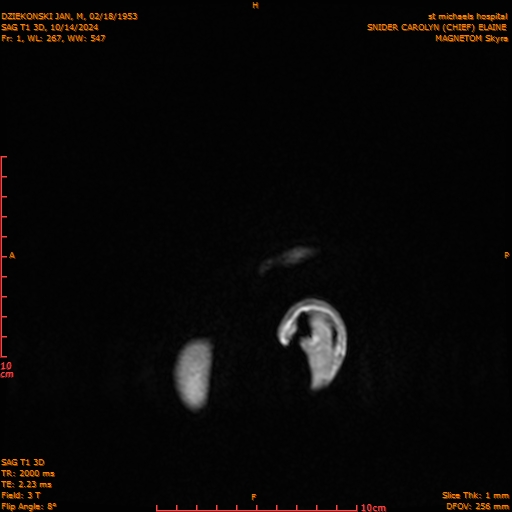 H
DZIEKONSKI JAN, M, 02/18/1953
SAG T1 3D, 10/14/2024
Fr: 1, WL: 267, WW: 547
st michaels hospital
SNIDER CAROLYN (CHIEF) ELAINE
MAGNETOM Skyra
A
P
10
cm
SAG T1 3D
TR: 2000 ms
TE: 2.23 ms
Field: 3 T
Flip Angle: 8°
F
10cm
Slice Thk: 1 mm
DFOV: 256 mm